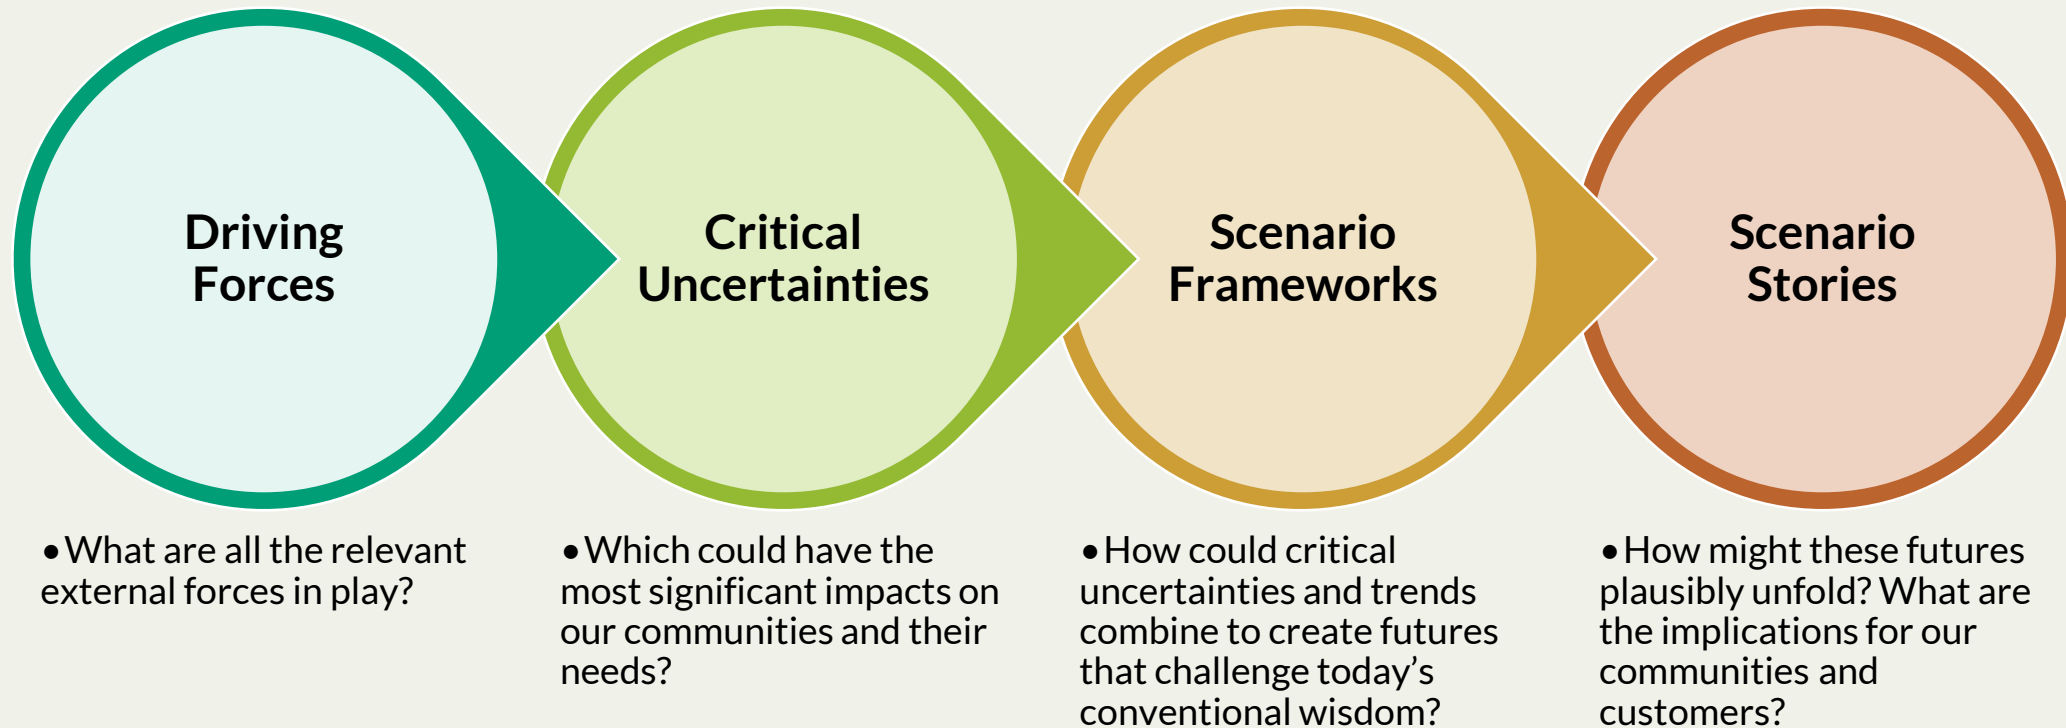 Driving
Forces
Critical
Uncertainties
Scenario
Frameworks
Scenario
Stories
•What are all the relevant
external forces in play?
•Which could have the
most significant impacts on
our communities and their
needs?
•How could critical
uncertainties and trends
combine to create futures
that challenge today’s
conventional wisdom?
•How might these futures
plausibly unfold? What are
the implications for our
communities and
customers?